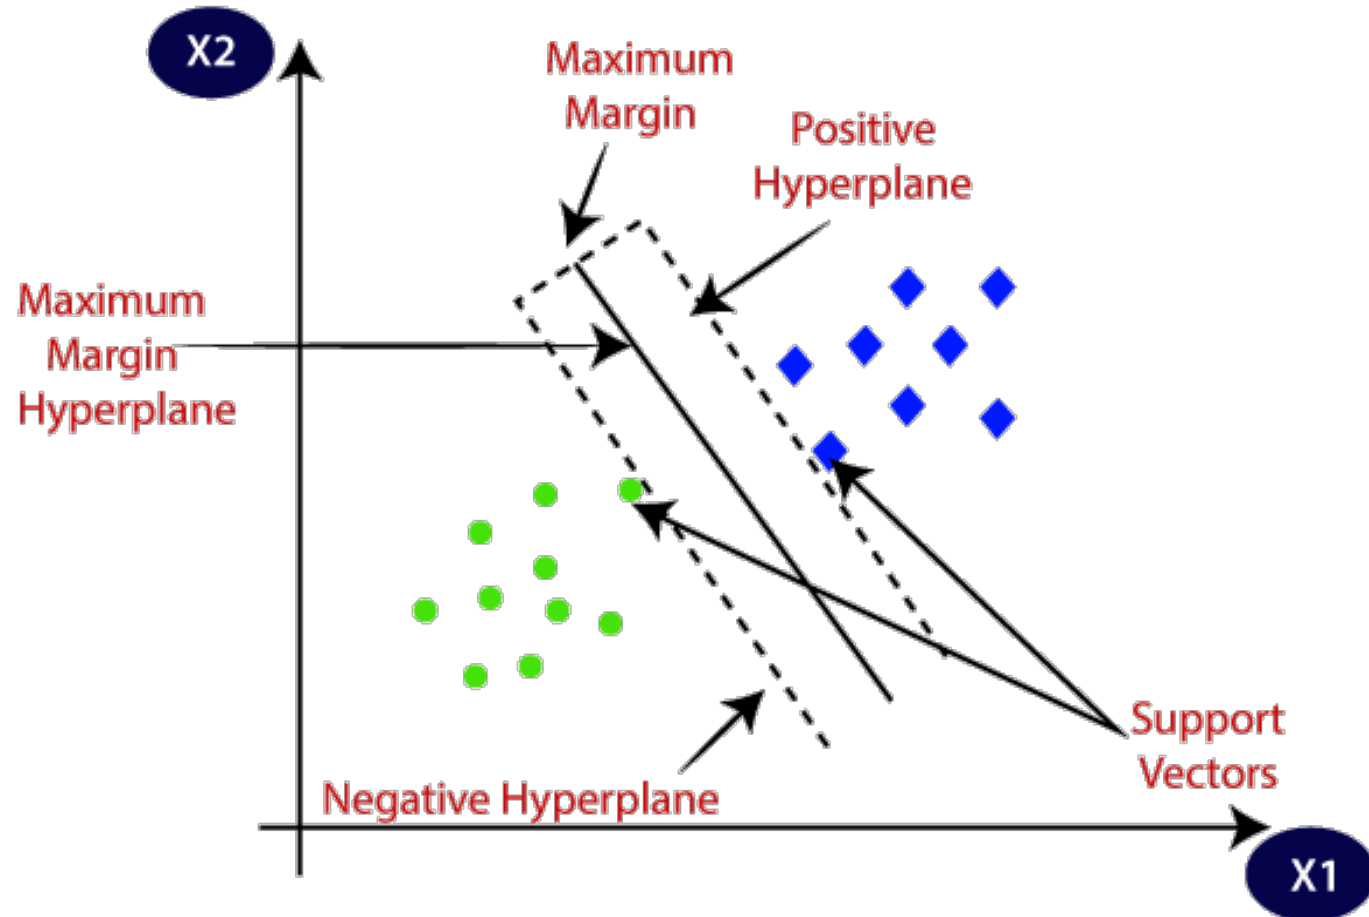 X2
Maximum
Margin
Positive
Hyperplane
Maximum
Margin
Hyperplane
Support
Vectors
Negative Hyperplane
X1